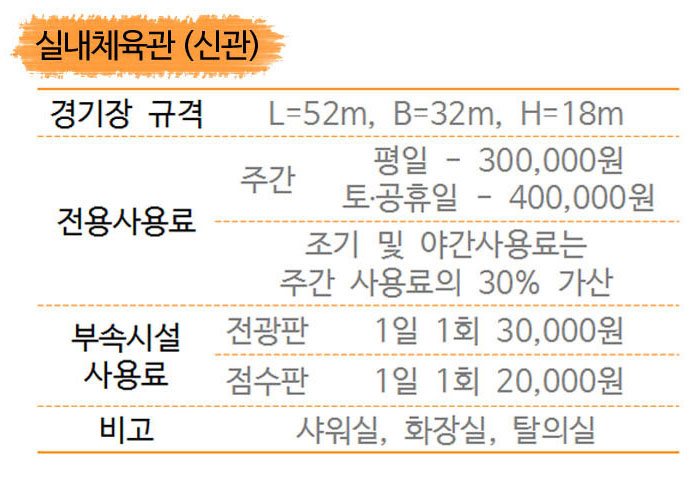 실내체육관 (신관)
경기장 규격 L=52m, B=32m, H=18m
전용사용료
주간
평일 - 300,000원
토·공휴일 - 400,000원
조기 및 야간사용료는
주간 사용료의 30% 가산
부속시설
사용료
전광판 1일 1회 30,000원
점수판 1일 1회 20,000원
비고 샤워실, 화장실, 탈의실